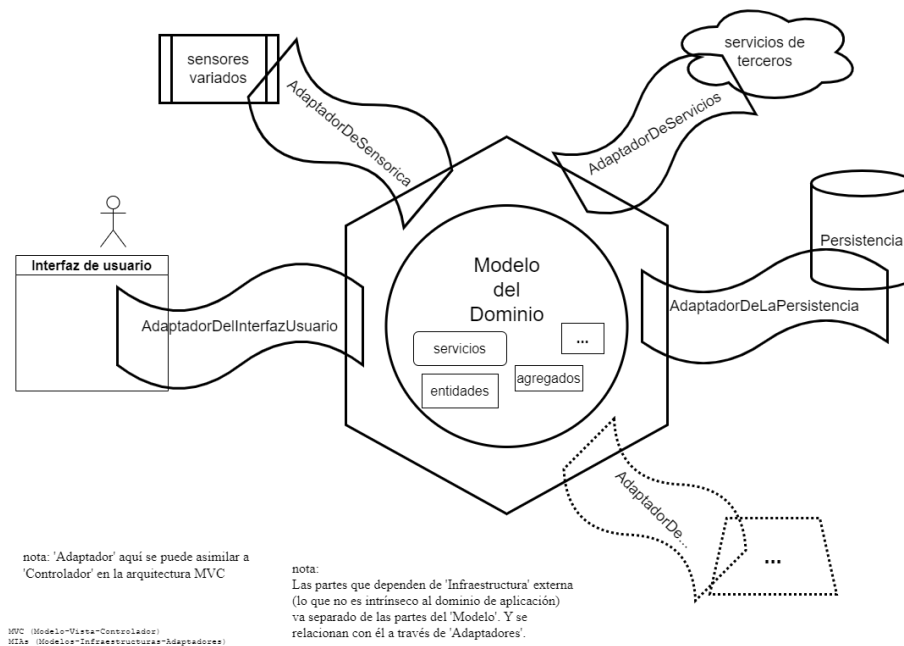 sensores
variados
servicios de
terceros
AdaptadorDeSensorica
AdaptadorDeServicios
Persistencia
Interfaz de usuario
AdaptadorDelInterfazUsuario
Modelo
del
Dominio
servicios
...
entidades
agregados
AdaptadorDeLaPersistencia
AdaptadorDe...
...
nota: 'Adaptador' aquí se puede asimilar a
'Controlador' en la arquitectura MVC
nota:
Las partes que dependen de 'Infraestructura' externa
(lo que no es intrínseco al dominio de aplicación)
va separado de las partes del 'Modelo'. Y se
relacionan con él a través de 'Adaptadores'.
MVC (Modelo-Vista-Controlador)
MIAs (Modelos-Infraestructuras-Adaptadores)